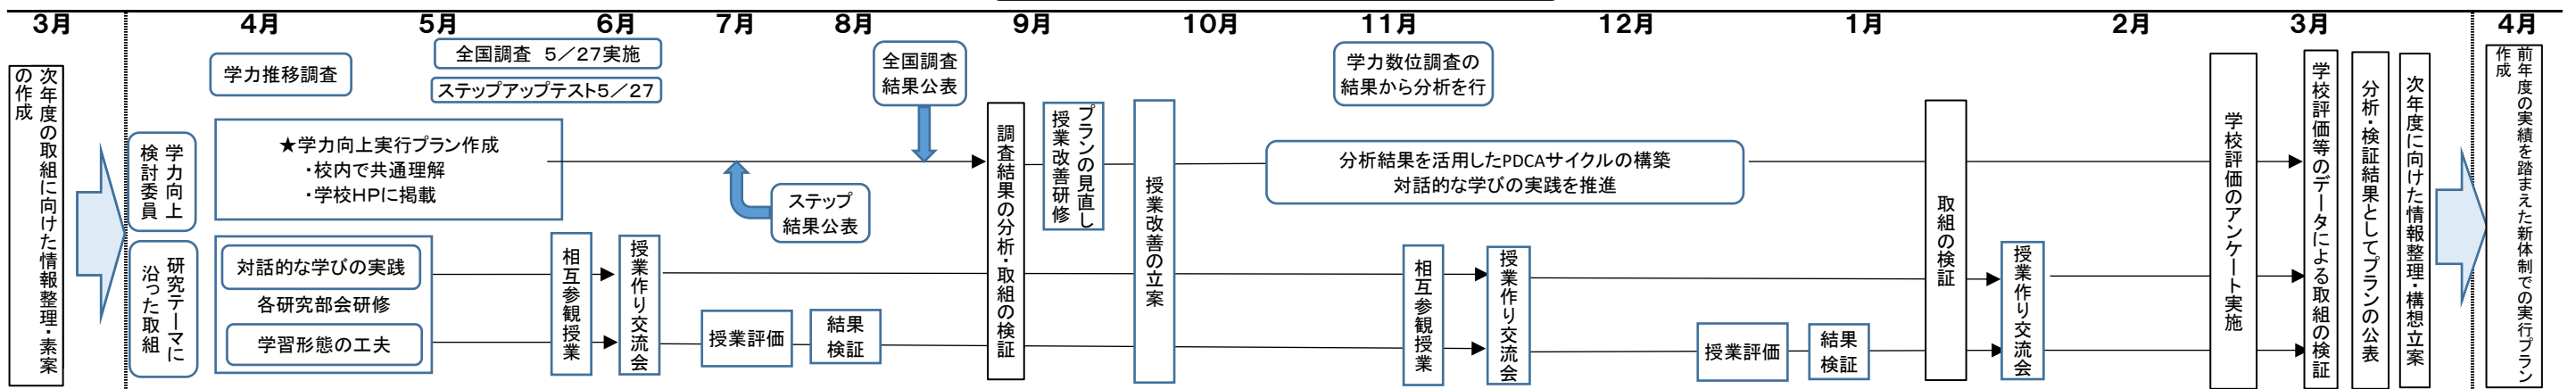 3月
4月
5月
6月
7月
8月
9月
10月
11月
12月
1月
2月
3月
4月
次年度の取組に向けた情報整理・素案
の作成
学力向上
検討委員
研究テーマに
沿った取組
学力推移調査
全国調査 5/27実施
ステップアップテスト5/27
★学力向上実行プラン作成
・校内で共通理解
・学校HPに掲載
対話的な学びの実践
各研究部会研修
学習形態の工夫
相互参観授業
授業作り交流会
ステップ
結果公表
授業評価
結果
検証
全国調査
結果公表
調査結果の分析・取組の検証
プランの見直し
授業改善研修
授業改善の立案
学力数位調査の
結果から分析を行
分析結果を活用したPDCAサイクルの構築
対話的な学びの実践を推進
相互参観授業
授業作り交流会
授業評価
結果
検証
取組の検証
授業作り交流会
学校評価のアンケート実施
学校評価等のデータによる取組の検証
分析・検証結果としてプランの公表
次年度に向けた情報整理・構想立案
前年度の実績を踏まえた新体制での実行プラン
作成